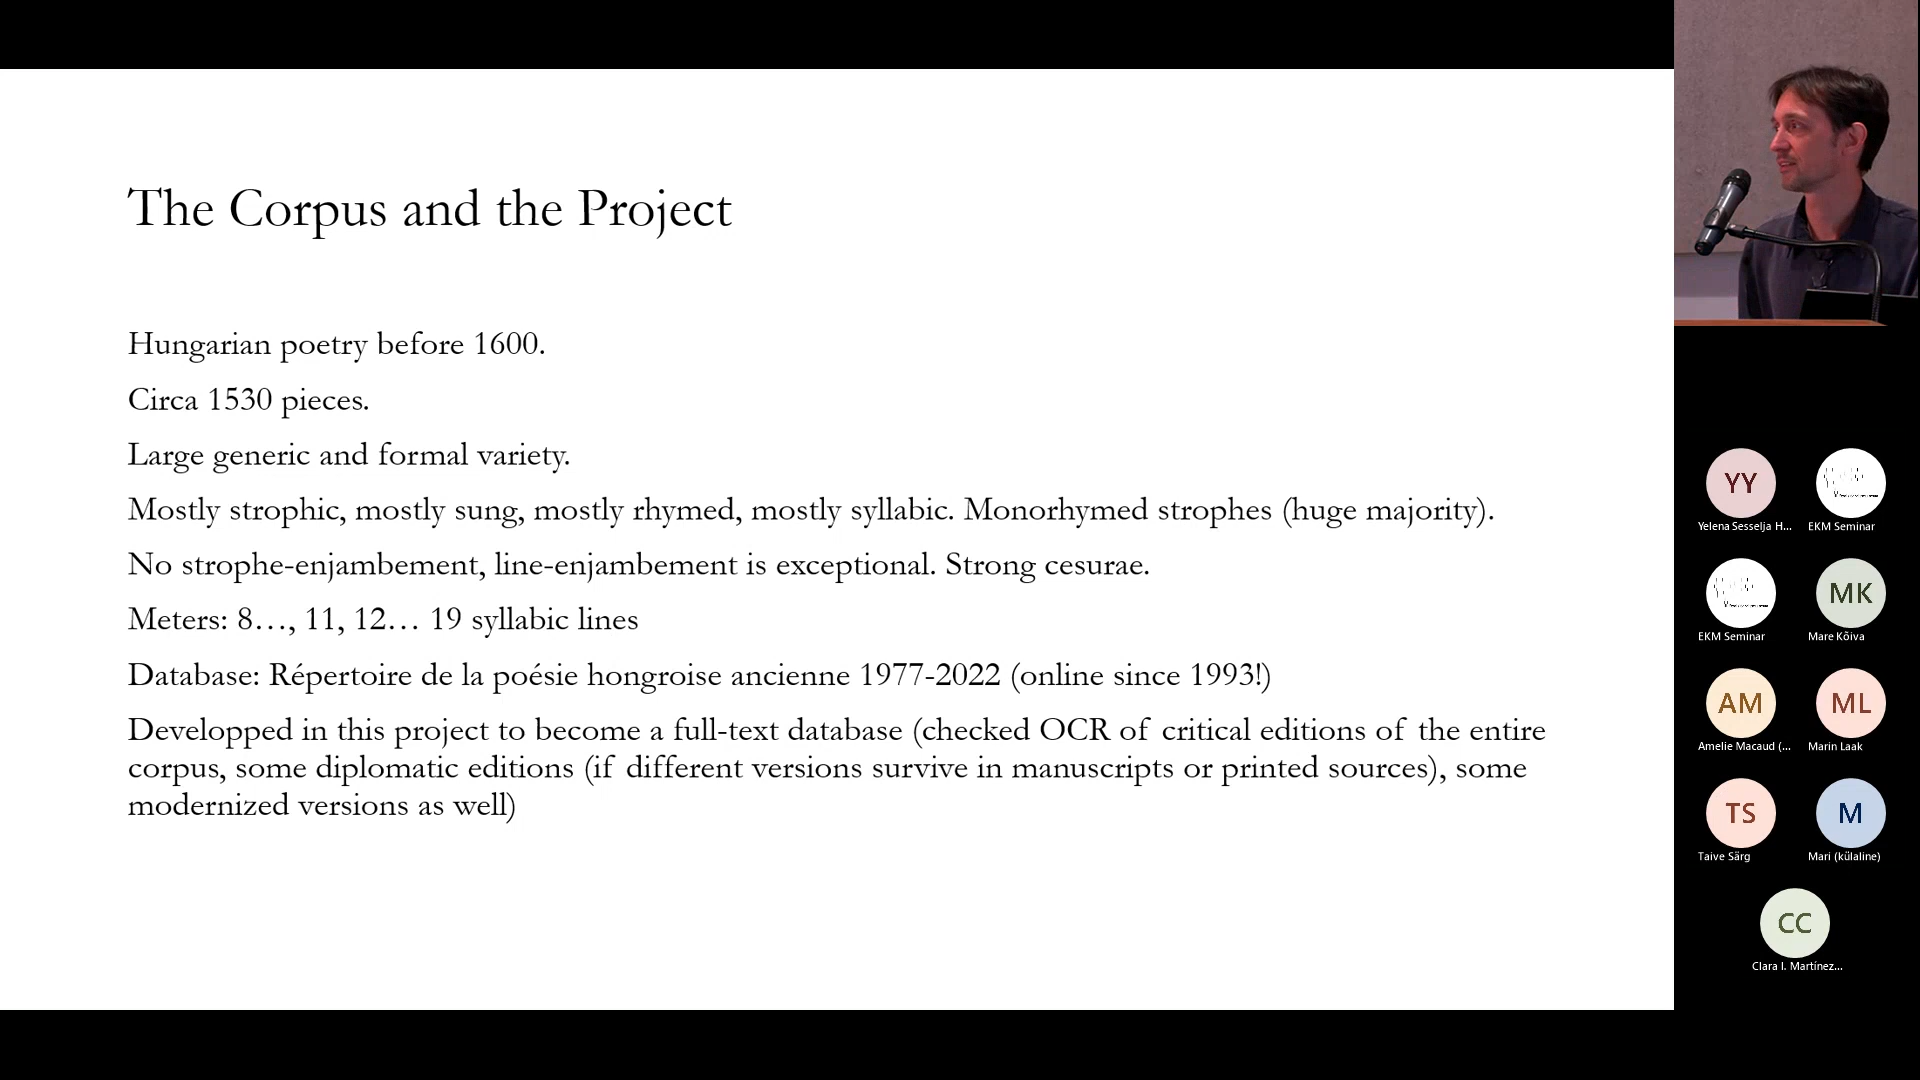 The Corpus and the Project
Hungarian poetry before 1600.
Circa 1530 pieces.
Large generic and formal variety.
Mostly strophic, mostly sung, mostly rhymed, mostly syllabic. Monorhymed strophes (huge majority).
No strophe-enjambement, line-enjambement is exceptional. Strong cesurae.
Meters: 8…, 11, 12… 19 syllabic lines
Database: Répertoire de la poésie hongroise ancienne 1977-2022 (online since 1993!)
Developped in this project to become a full-text database (checked OCR of critical editions of the entire
corpus, some diplomatic editions (if different versions survive in manuscripts or printed sources), some
modernized versions as well)
YY
Yelena Sesselja H...
EKM Seminar
EKM Seminar
MK
Mare Kõiva
AM
Amelie Macaud (...
ML
Marin Laak
TS
Taive Särg
M
Mari (külaline)
CC
Clara I. Martínez...